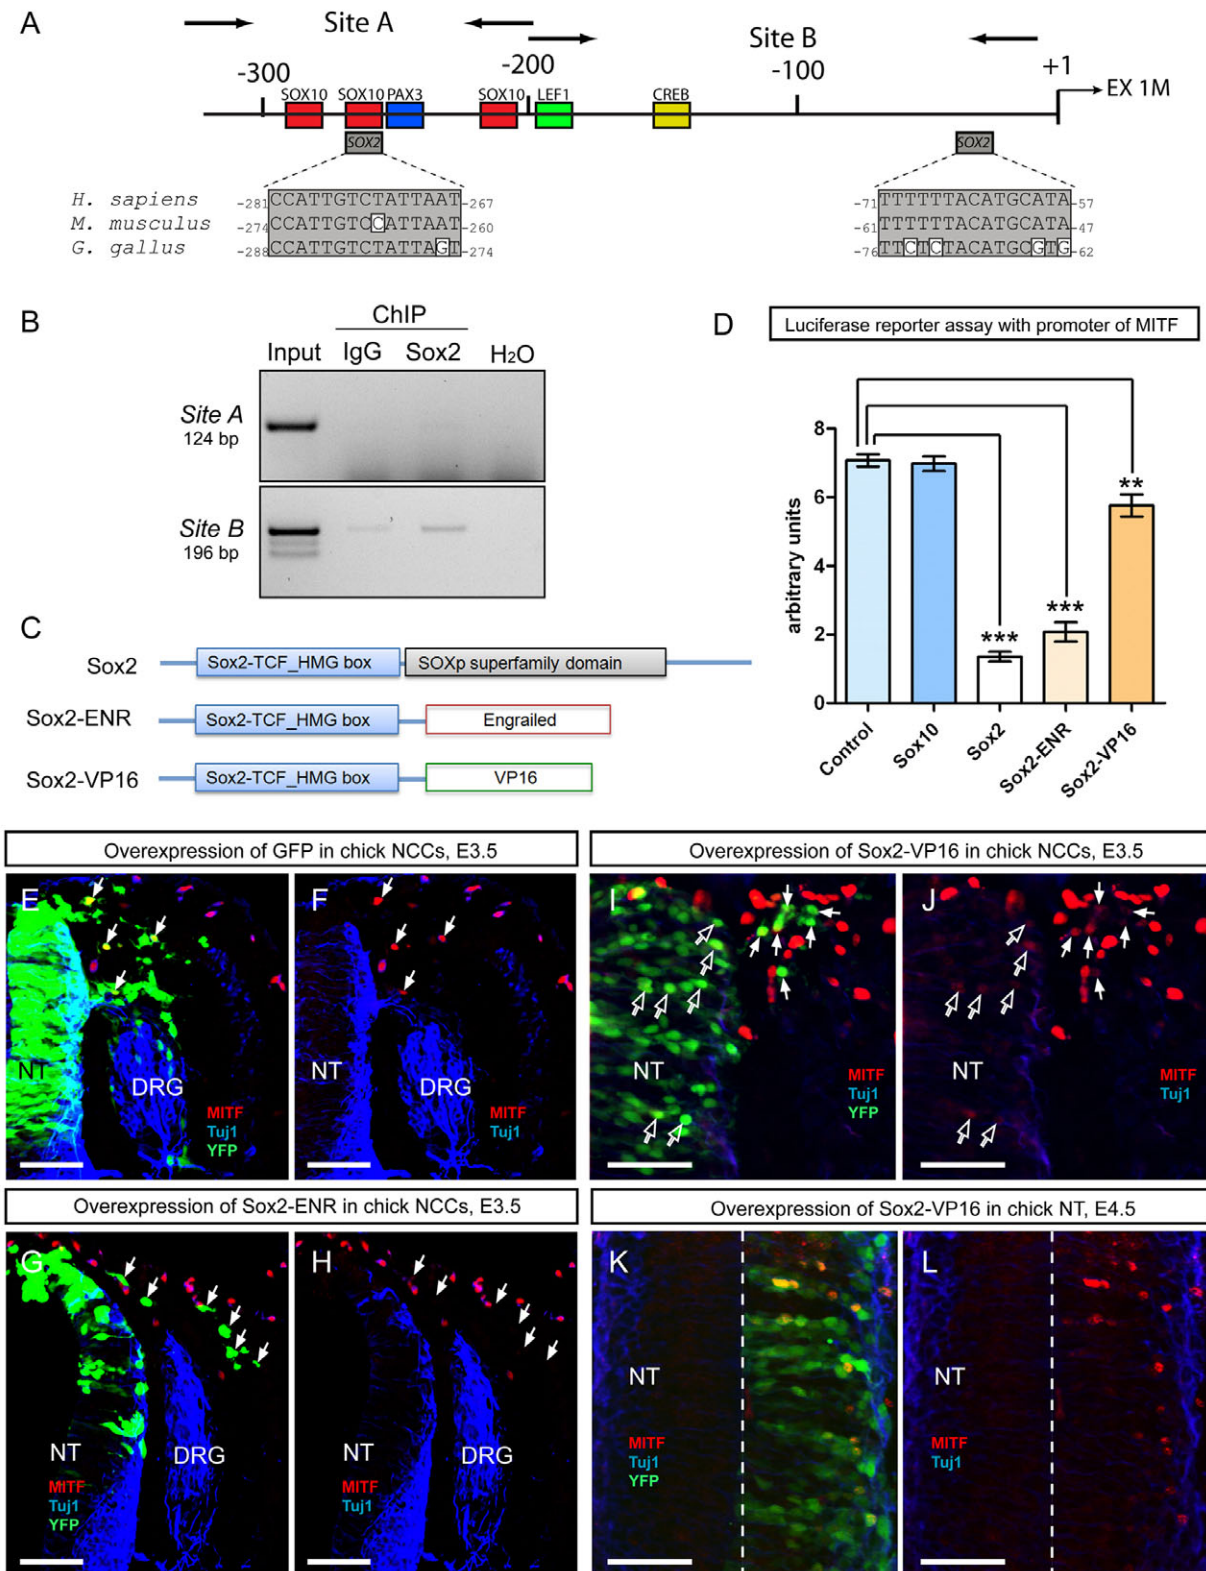 A
Site A
Site B
-300
-200
-100
+1
SOX10
SOX10
PAX3
SOX10
LEF1
CREB
EX 1M
SOX2
SOX2
H. sapiens
-281 CCATTGTCTATTAAT -267
-71 TTTTTTACATGCATA -57
M. musculus
-274 CCATTGTCCATTAAT -260
-61 TTTTTTACATGCATA -47
G. gallus
-288 CCATTGTCTATTAGT -274
-76 TTCTCTACATGCGTG -62
B
ChIP
Input
IgG
Sox2
H2O
Site A
124 bp
Site B
196 bp
C
Sox2
Sox2-TCF_HMG box
SOXp superfamily domain
Sox2-ENR
Sox2-TCF_HMG box
Engrailed
Sox2-VP16
Sox2-TCF_HMG box
VP16
D
Luciferase reporter assay with promoter of MITF
arbitrary units
8
6
4
2
0
***
***
**
Control
Sox10
Sox2
Sox2-ENR
Sox2-VP16
Overexpression of GFP in chick NCCs, E3.5
E
NT
DRG
MITF
Tuj1
YFP
F
NT
DRG
MITF
Tuj1
Overexpression of Sox2-VP16 in chick NCCs, E3.5
I
NT
MITF
Tuj1
YFP
J
NT
MITF
Tuj1
Overexpression of Sox2-ENR in chick NCCs, E3.5
G
NT
DRG
MITF
Tuj1
YFP
H
NT
DRG
MITF
Tuj1
Overexpression of Sox2-VP16 in chick NT, E4.5
K
NT
MITF
Tuj1
YFP
L
NT
MITF
Tuj1